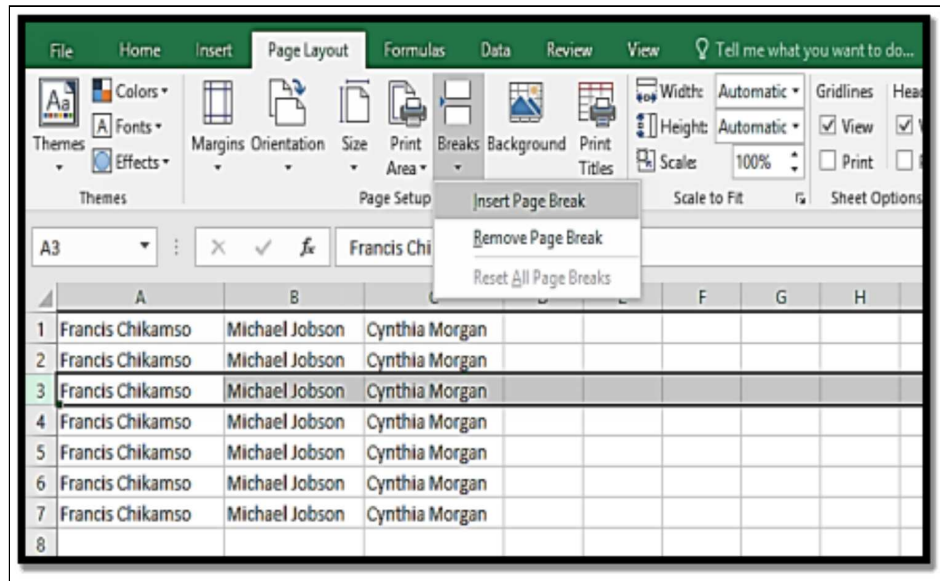 File Home Insert Page Layout Formulas Data Review View Tell me what you want to do...
Colors
Fonts
Effects
Themes
Margins Orientation Size Print Area Breaks Background Print Titles
Width: Automatic
Height: Automatic
Scale: 100%
Gridlines
View
Print
Themes Page Setup Scale to Fit Sheet Options
Insert Page Break
Remove Page Break
Reset All Page Breaks
A3 fx Francis Chi
A B C D E F G H
1 Francis Chikamso Michael Jobson Cynthia Morgan
2 Francis Chikamso Michael Jobson Cynthia Morgan
3 Francis Chikamso Michael Jobson Cynthia Morgan
4 Francis Chikamso Michael Jobson Cynthia Morgan
5 Francis Chikamso Michael Jobson Cynthia Morgan
6 Francis Chikamso Michael Jobson Cynthia Morgan
7 Francis Chikamso Michael Jobson Cynthia Morgan
8